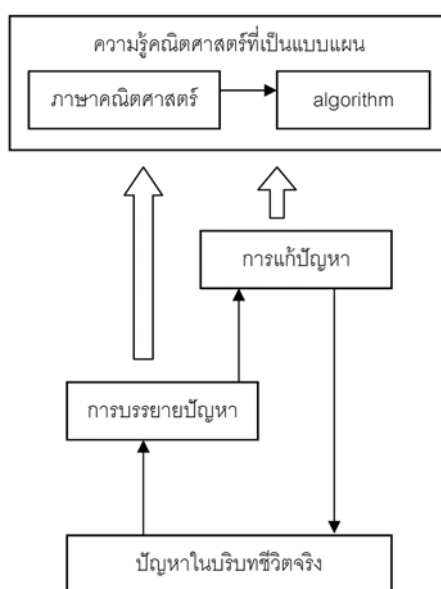 ความรู้คณิตศาสตร์ที่เป็นแบบแผน
ภาษาคณิตศาสตร์
algorithm
การแก้ปัญหา
การบรรยายปัญหา
ปัญหาในบริบทชีวิตจริง